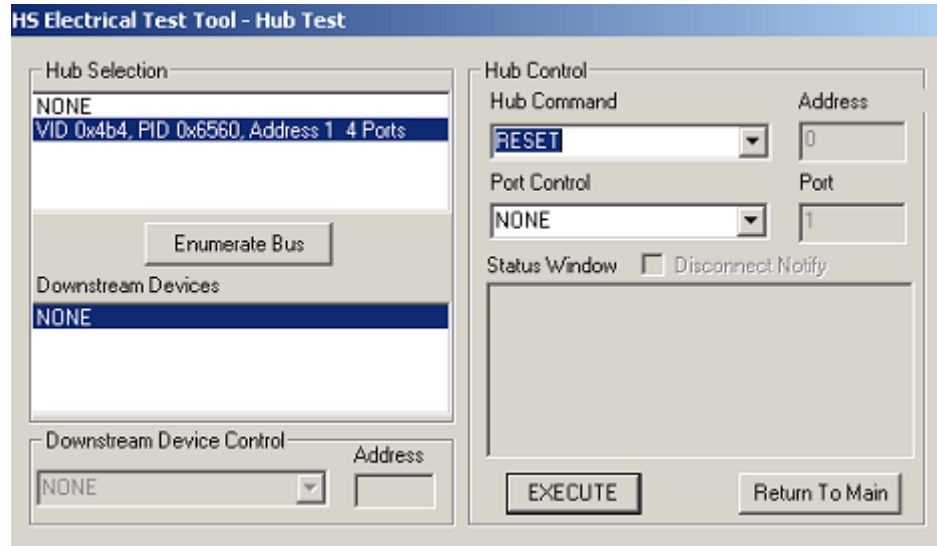 HS Electrical Test Tool - Hub Test
Hub Selection
NONE
VID 0x4b4, PID 0x6560, Address 1 4 Ports
Enumerate Bus
Downstream Devices
NONE
Downstream Device Control
Address
NONE
Hub Control
Hub Command
Address
RESET
0
Port Control
Port
NONE
1
Status Window
Disconnect Notify
EXECUTE
Return To Main